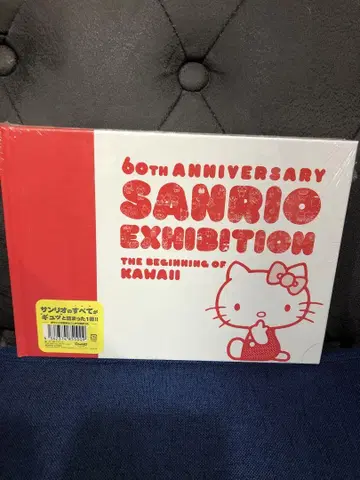 60TH ANNIVERSARY
SANRIO
EXHIBITION
THE BEGINNING OF
KAWAII
サンリオのすべてが
ギュッと詰まった1冊!!